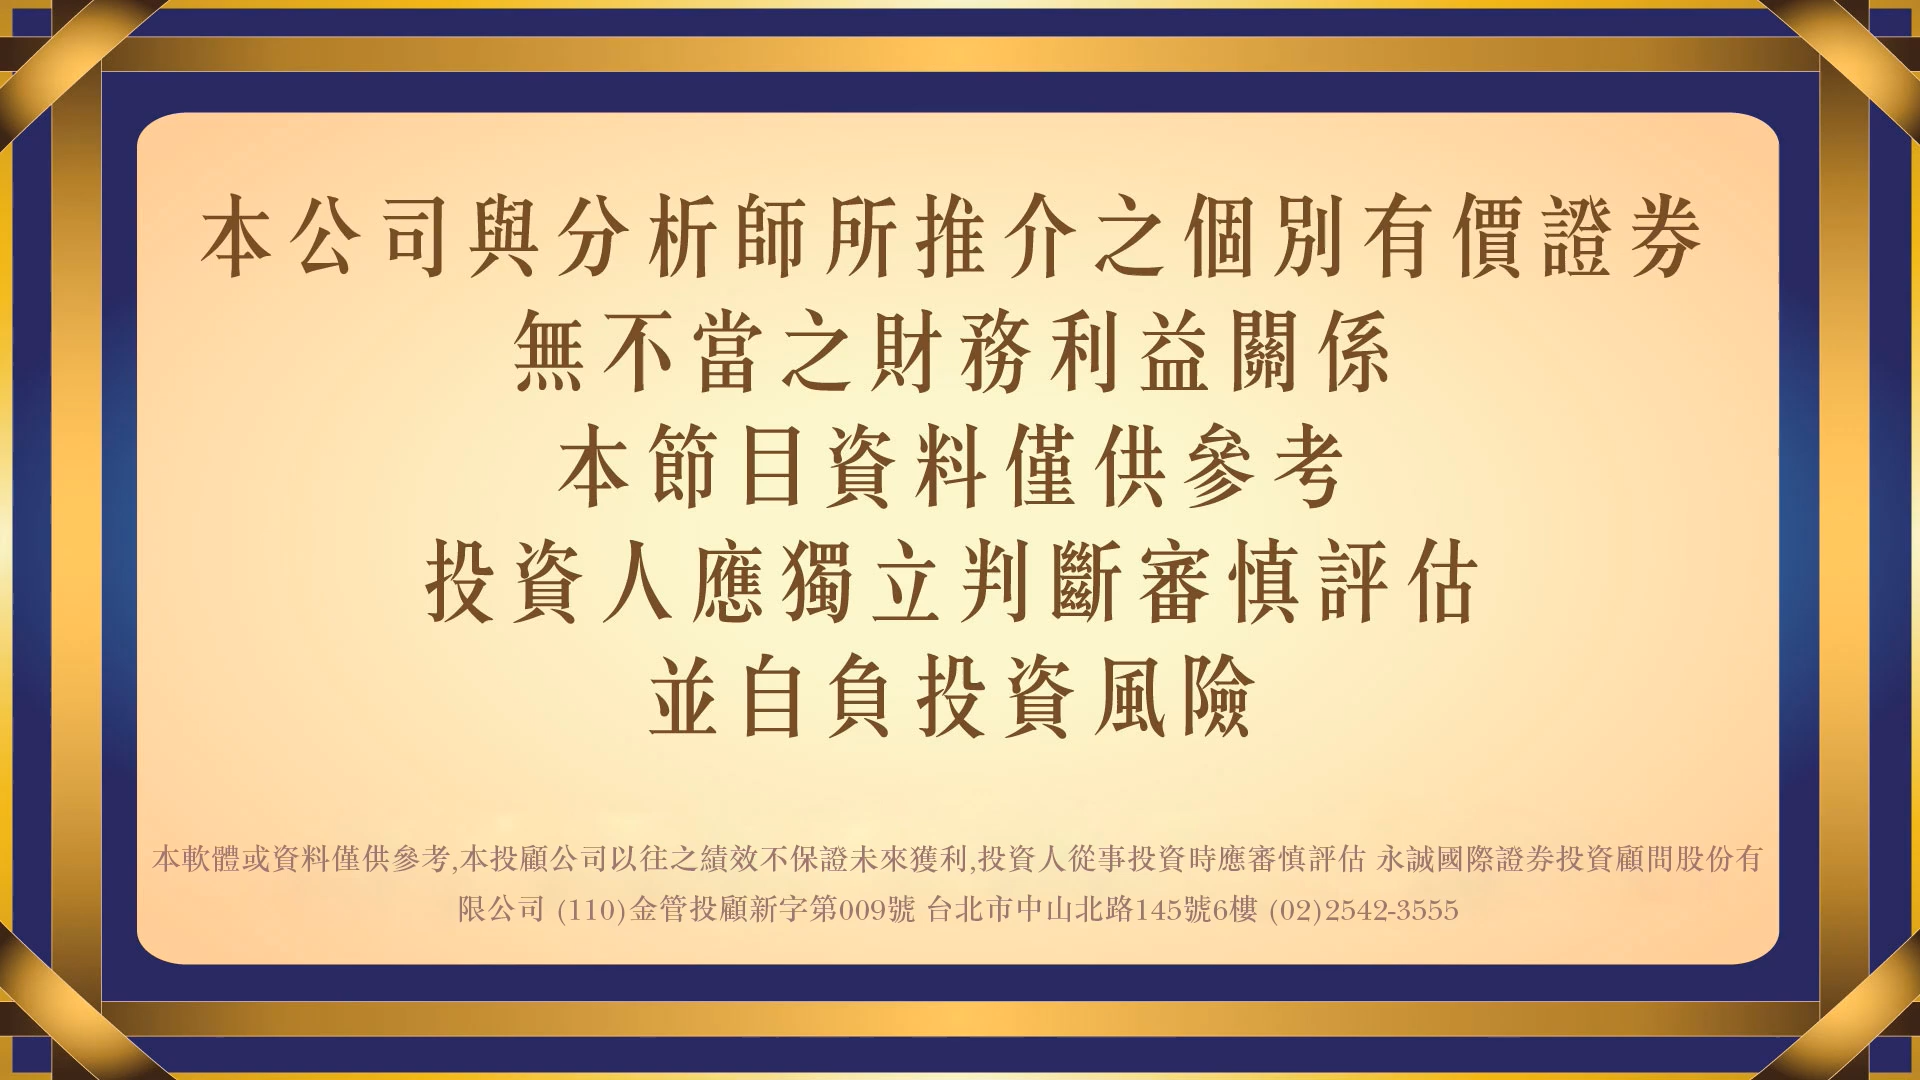 本公司與分析師所推介之個別有價證券
無不當之財務利益關係
本節目資料僅供參考
投資人應獨立判斷審慎評估
並自負投資風險
本軟體或資料僅供參考,本投顧公司以往之績效不保證未來獲利,投資人從事投資時應審慎評估 永誠國際證券投資顧問股份有
限公司 (110)金管投顧新字第009號 台北市中山北路145號6樓 (02)2542-3555